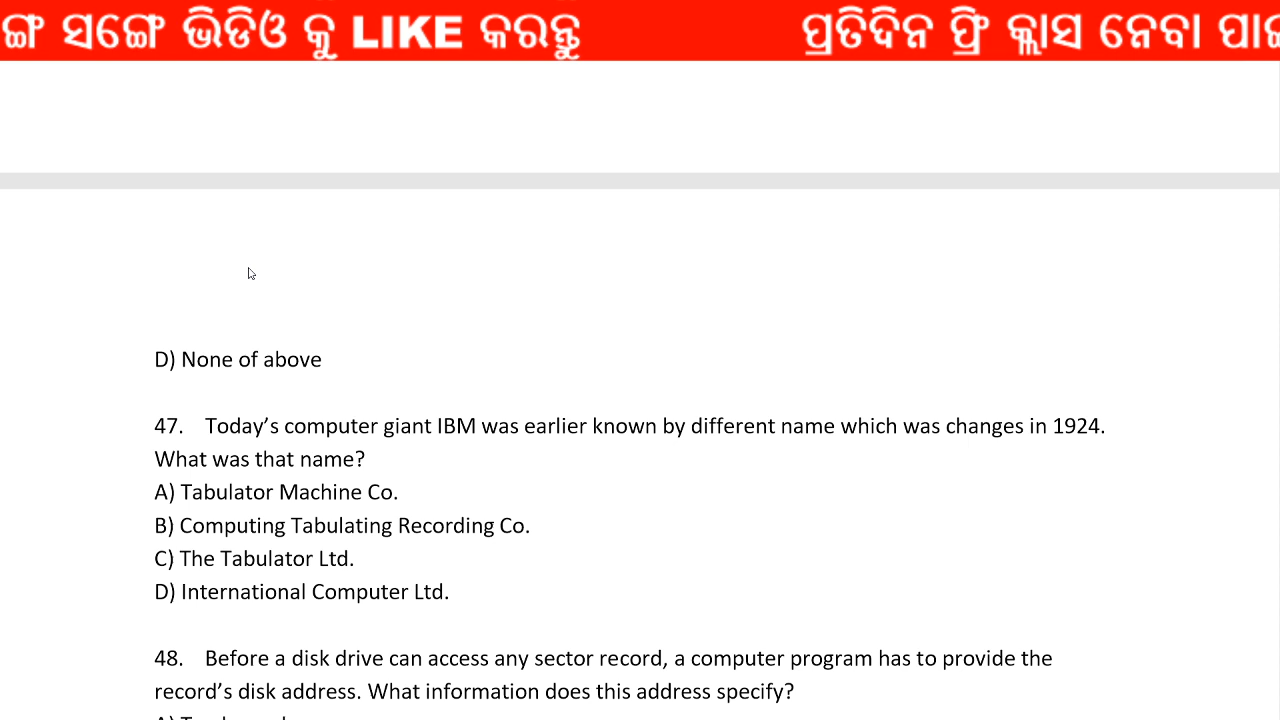 ସଙ୍ଗେ ଭିଡିଓ କୁ LIKE କରନ୍ତୁ ପ୍ରତିଦିନ ଫ୍ରି କ୍ଲାସ ନେବା
D) None of above
47. Today’s computer giant IBM was earlier known by different name which was changes in 1924.
What was that name?
A) Tabulator Machine Co.
B) Computing Tabulating Recording Co.
C) The Tabulator Ltd.
D) International Computer Ltd.
48. Before a disk drive can access any sector record, a computer program has to provide the
record’s disk address. What information does this address specify?